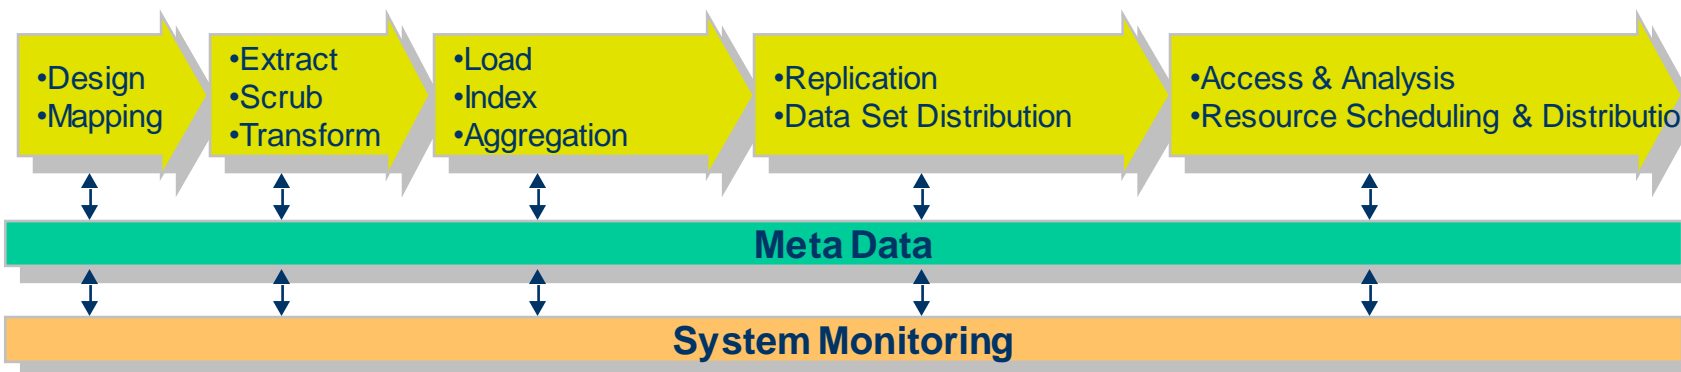 •Design
•Mapping
•Extract
•Scrub
•Transform
•Load
•Index
•Aggregation
•Replication
•Data Set Distribution
•Access & Analysis
•Resource Scheduling & Distributio
Meta Data
System Monitoring